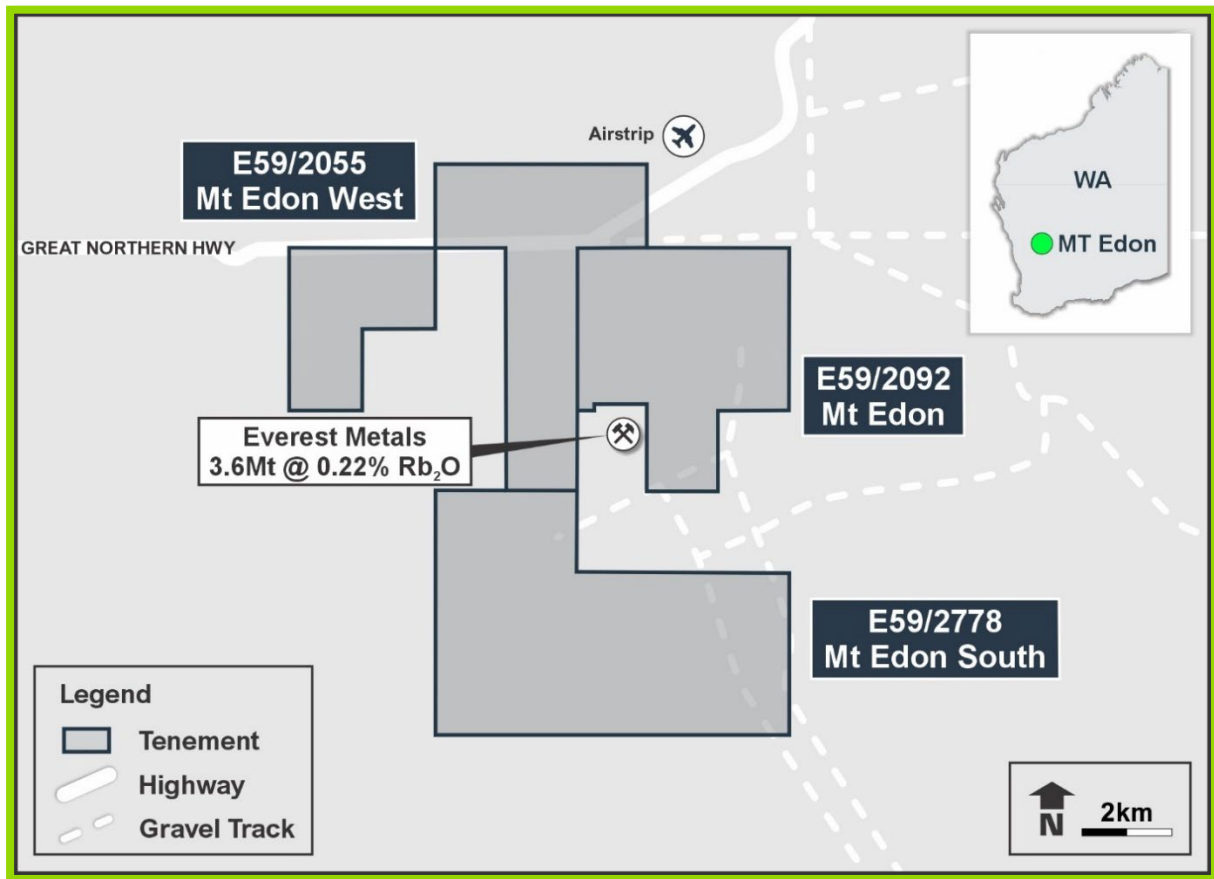 Airstrip
E59/2055
Mt Edon West
WA
MT Edon
GREAT NORTHERN HWY
E59/2092
Mt Edon
Everest Metals
3.6Mt @ 0.22% Rb₂O
E59/2778
Mt Edon South
Legend
Tenement
Highway
Gravel Track
N
2km